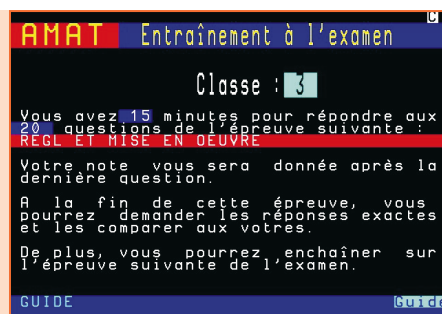 C
AMAT Entraînement à l'examen
Classe : 3
Vous avez 15 minutes pour répondre aux
20 questions de l'épreuve suivante :
REGL ET MISE EN OEUVRE
Votre note vous sera donnée après la
dernière question.
A la fin de cette épreuve, vous
pourrez demander les réponses exactes
et les comparer aux votres.
De plus, vous pourrez enchaîner sur
l'épreuve suivante de l'examen.
GUIDE Guide